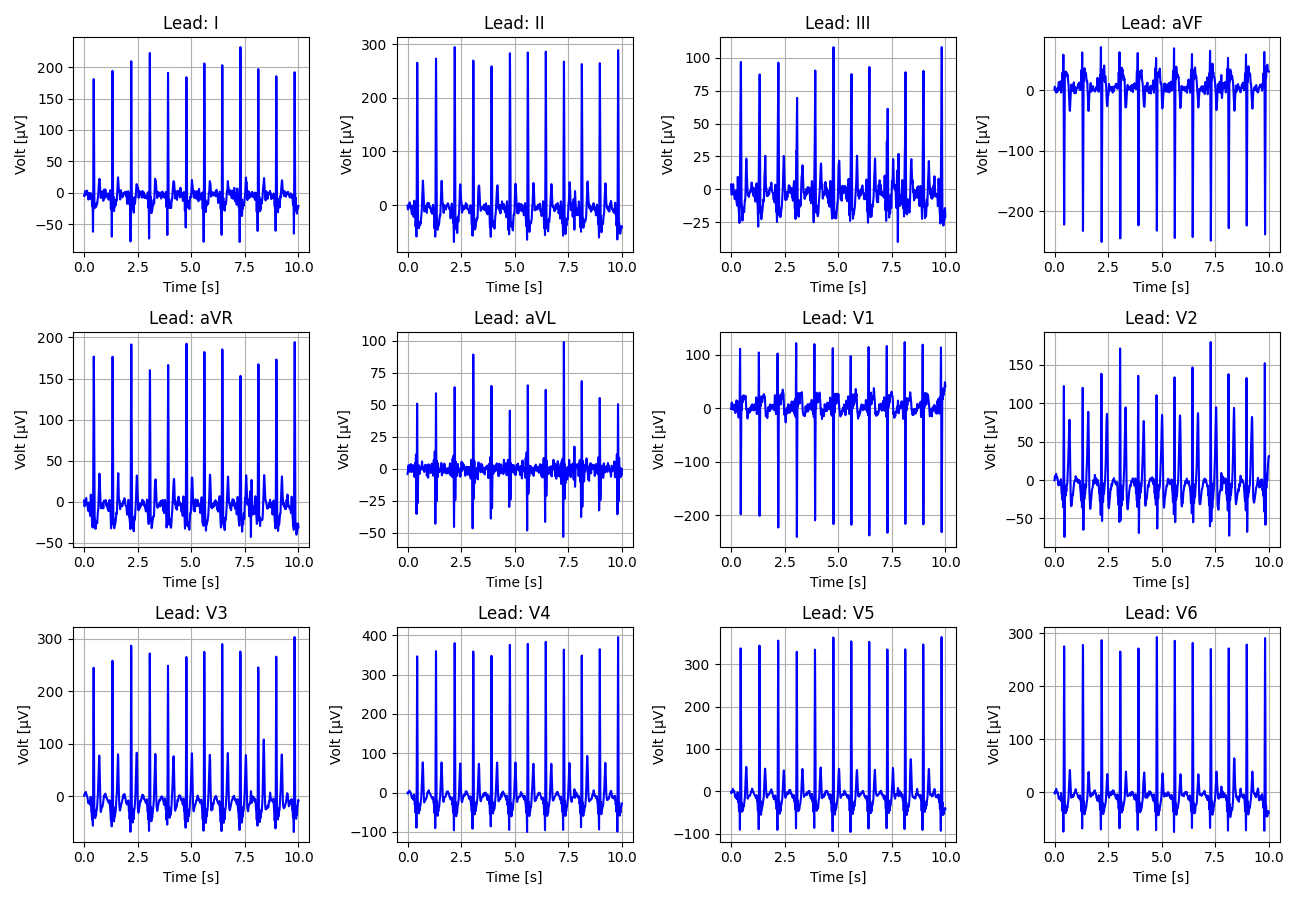 Lead: I
Volt [µV]
200
150
100
50
0
−50
0.0 2.5 5.0 7.5 10.0
Time [s]
Lead: II
Volt [µV]
300
200
100
0
0.0 2.5 5.0 7.5 10.0
Time [s]
Lead: III
Volt [µV]
100
75
50
25
0
−25
0.0 2.5 5.0 7.5 10.0
Time [s]
Lead: aVF
Volt [µV]
0
−100
−200
0.0 2.5 5.0 7.5 10.0
Time [s]
Lead: aVR
Volt [µV]
200
150
100
50
0
−50
0.0 2.5 5.0 7.5 10.0
Time [s]
Lead: aVL
Volt [µV]
100
75
50
25
0
−25
−50
0.0 2.5 5.0 7.5 10.0
Time [s]
Lead: V1
Volt [µV]
100
0
−100
−200
0.0 2.5 5.0 7.5 10.0
Time [s]
Lead: V2
Volt [µV]
150
100
50
0
−50
0.0 2.5 5.0 7.5 10.0
Time [s]
Lead: V3
Volt [µV]
300
200
100
0
0.0 2.5 5.0 7.5 10.0
Time [s]
Lead: V4
Volt [µV]
400
300
200
100
0
−100
0.0 2.5 5.0 7.5 10.0
Time [s]
Lead: V5
Volt [µV]
300
200
100
0
−100
0.0 2.5 5.0 7.5 10.0
Time [s]
Lead: V6
Volt [µV]
300
200
100
0
0.0 2.5 5.0 7.5 10.0
Time [s]